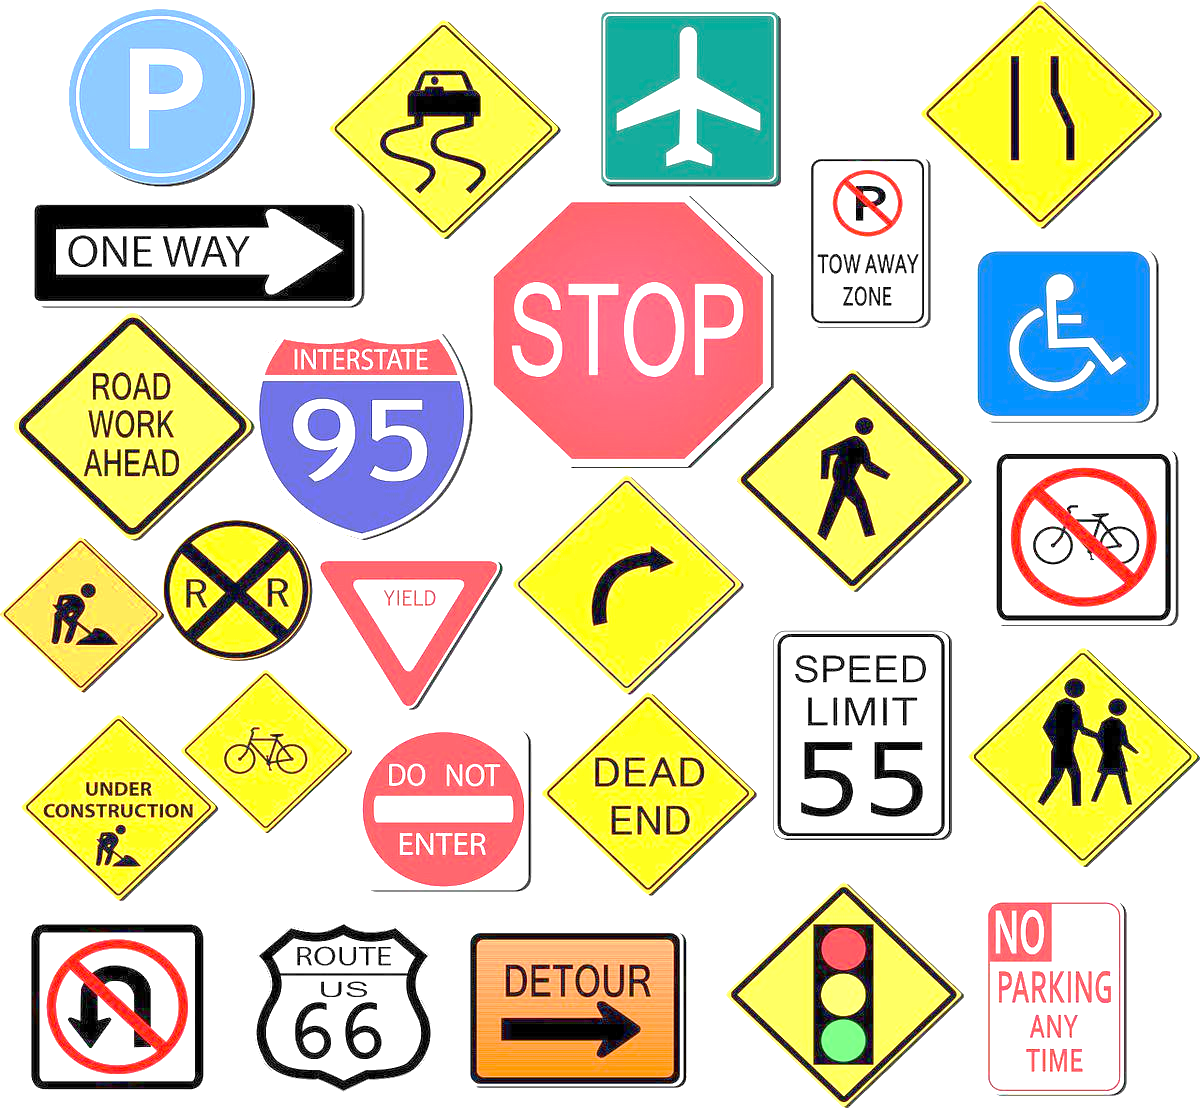 P
ONE WAY
P
TOW AWAY
ZONE
STOP
ROAD
WORK
AHEAD
INTERSTATE
95
R R
YIELD
SPEED
LIMIT
55
UNDER
CONSTRUCTION
DO NOT
ENTER
DEAD
END
ROUTE
US
66
DETOUR
NO
PARKING
ANY
TIME